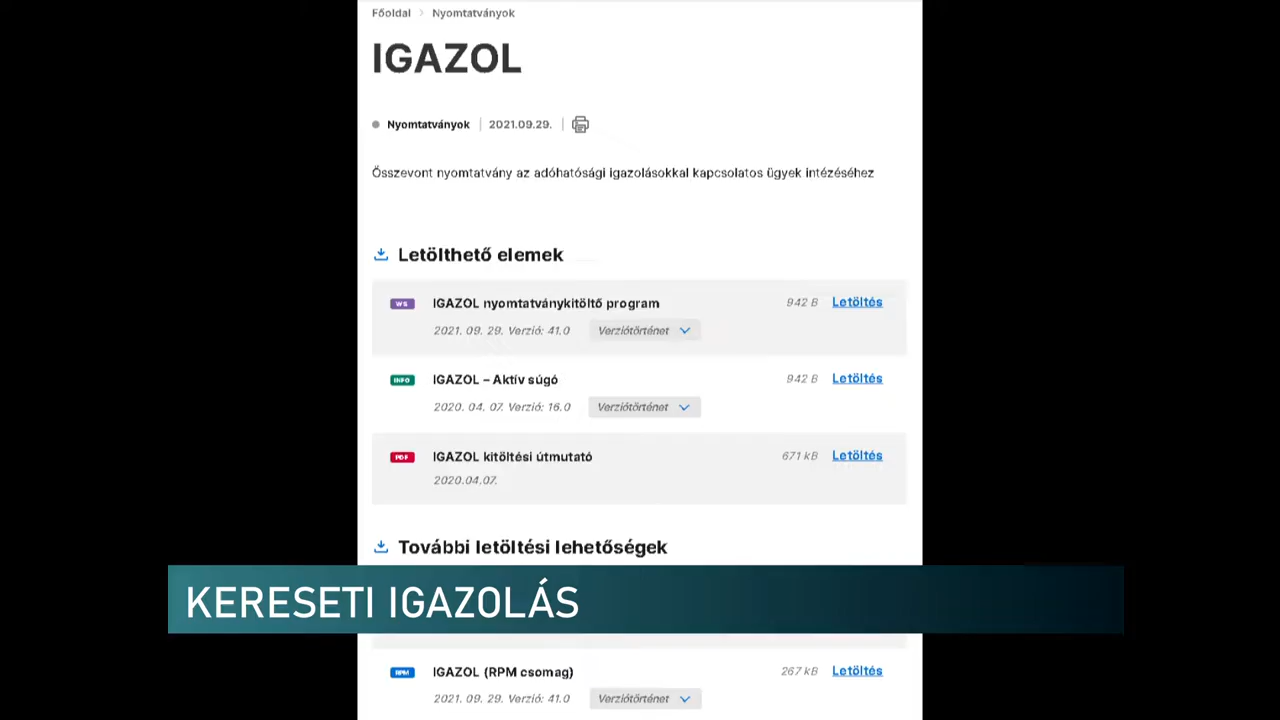 Főoldal > Nyomtatványok
IGAZOL
Nyomtatványok | 2021.09.29. |
Összevont nyomtatvány az adóhatósági igazolásokkal kapcsolatos ügyek intézéséhez
Letölthető elemek
WS IGAZOL nyomtatványkitöltő program 942 B Letöltés
2021. 09. 29. Verzió: 41.0 Verziótörténet
INFO IGAZOL – Aktív súgó 942 B Letöltés
2020. 04. 07. Verzió: 16.0 Verziótörténet
PDF IGAZOL kitöltési útmutató 671 kB Letöltés
2020.04.07.
További letöltési lehetőségek
KERESETI IGAZOLÁS
RPM IGAZOL (RPM csomag) 267 kB Letöltés
2021. 09. 29. Verzió: 41.0 Verziótörténet